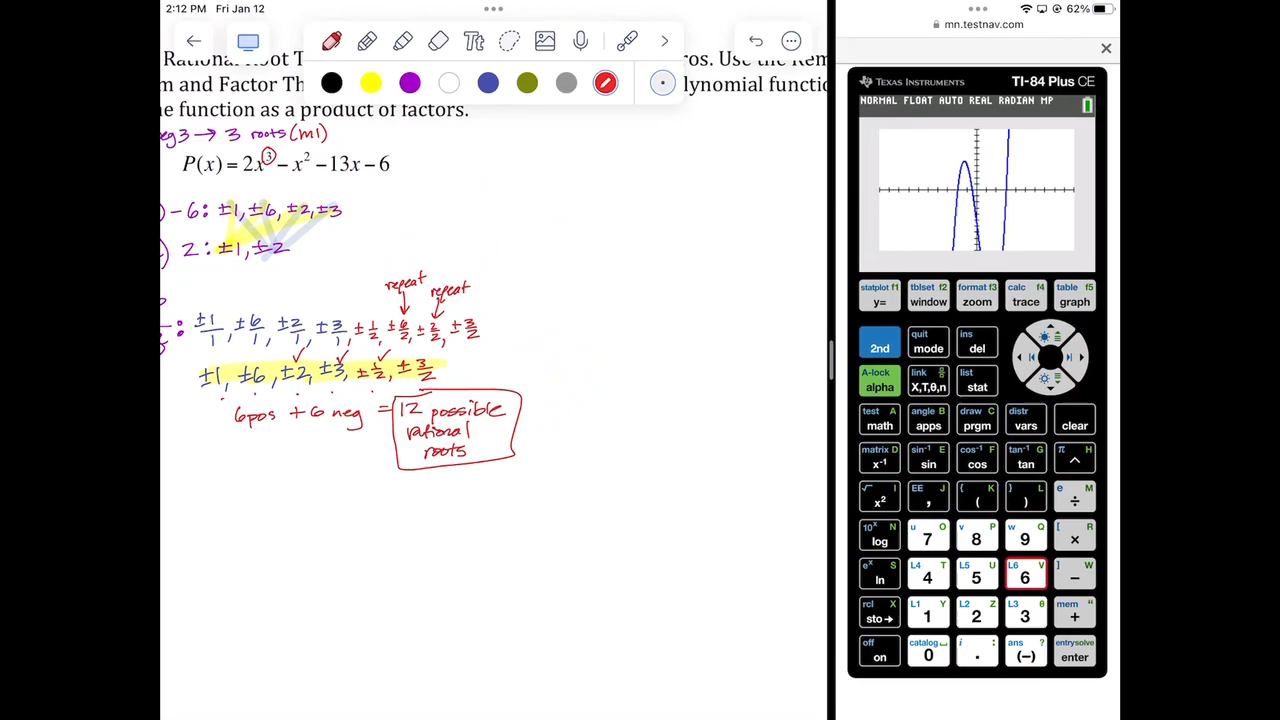 2:12 PM Fri Jan 12
62%
mn.testnav.com
Rational Root T
ros. Use the Rem
m and Factor Th
lynomial functio
e function as a product of factors.
eg3 → 3 roots (m1)
P(x) = 2x³ − x² −13x − 6
) -6: ±1, ±6, ±2, ±3
) 2: ±1, ±2
repeat repeat
: ±1/1, ±6/1, ±2/1, ±3/1, ±1/2, ±6/2, ±2/2, ±3/2
±1, ±6, ±2, ±3, ±1/2, ±3/2
6pos + 6 neg = 12 possible
rational
roots
Tt
TEXAS INSTRUMENTS TI-84 Plus CE
NORMAL FLOAT AUTO REAL RADIAN MP
statplot f1 tblset f2 format f3 calc f4 table f5
y= window zoom trace graph
quit ins
2nd mode del
A-lock link list
alpha X,T,θ,n stat
test A angle B draw C distr
math apps prgm vars clear
matrix D sin⁻¹ E cos⁻¹ F tan⁻¹ G π H
x⁻¹ sin cos tan ^
√ I EE J { K } L e M
x² , ( ) ÷
10ˣ N u O v P w Q [ R
log 7 8 9 ×
eˣ S L4 T L5 U L6 V ] W
ln 4 5 6 −
rcl X L1 Y L2 Z L3 θ mem "
sto→ 1 2 3 +
off catalog i : ans ? entry solve
on 0 . (−) enter